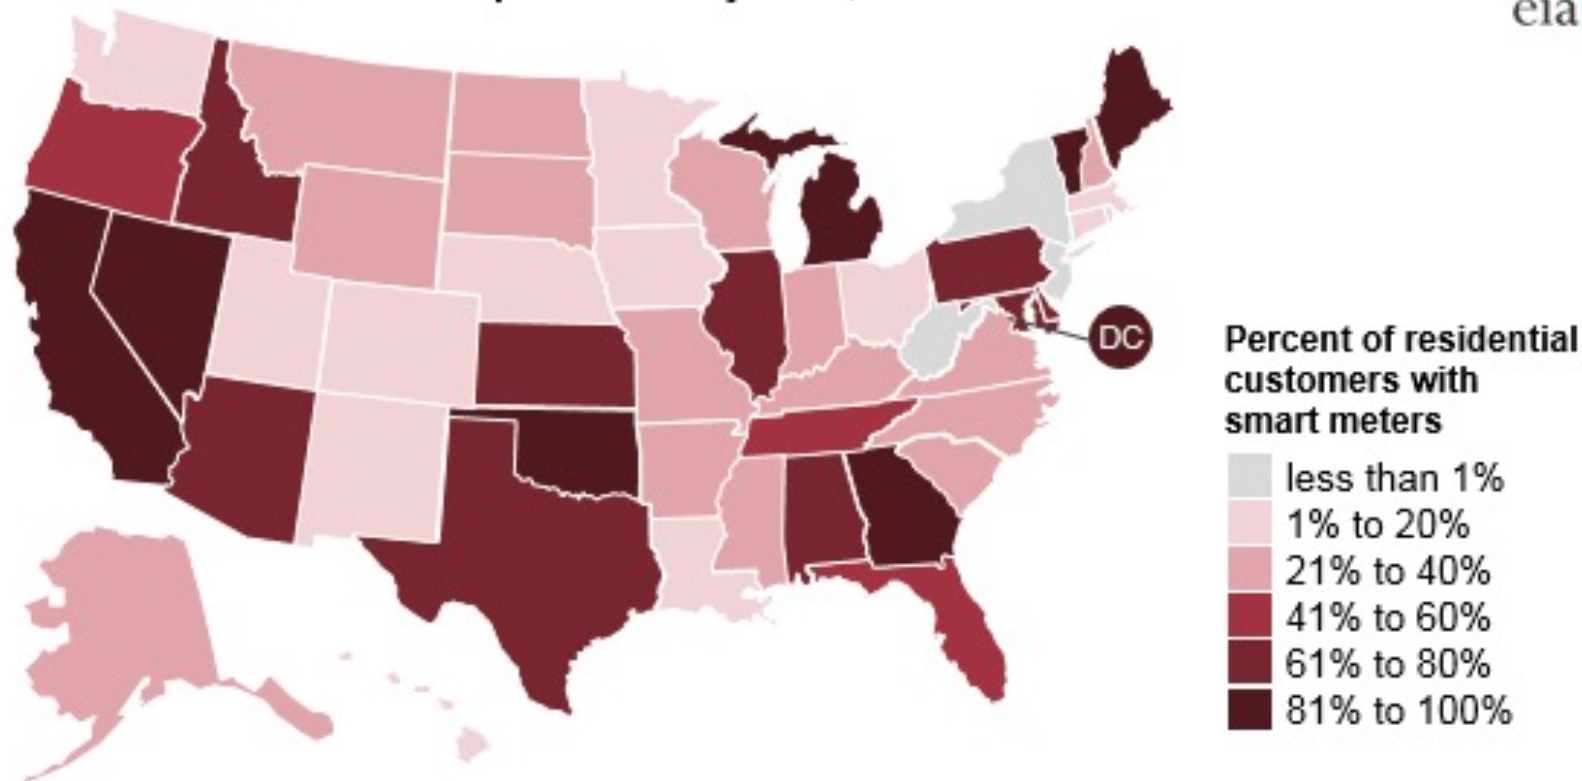 eia
DC
Percent of residential
customers with
smart meters
less than 1%
1% to 20%
21% to 40%
41% to 60%
61% to 80%
81% to 100%